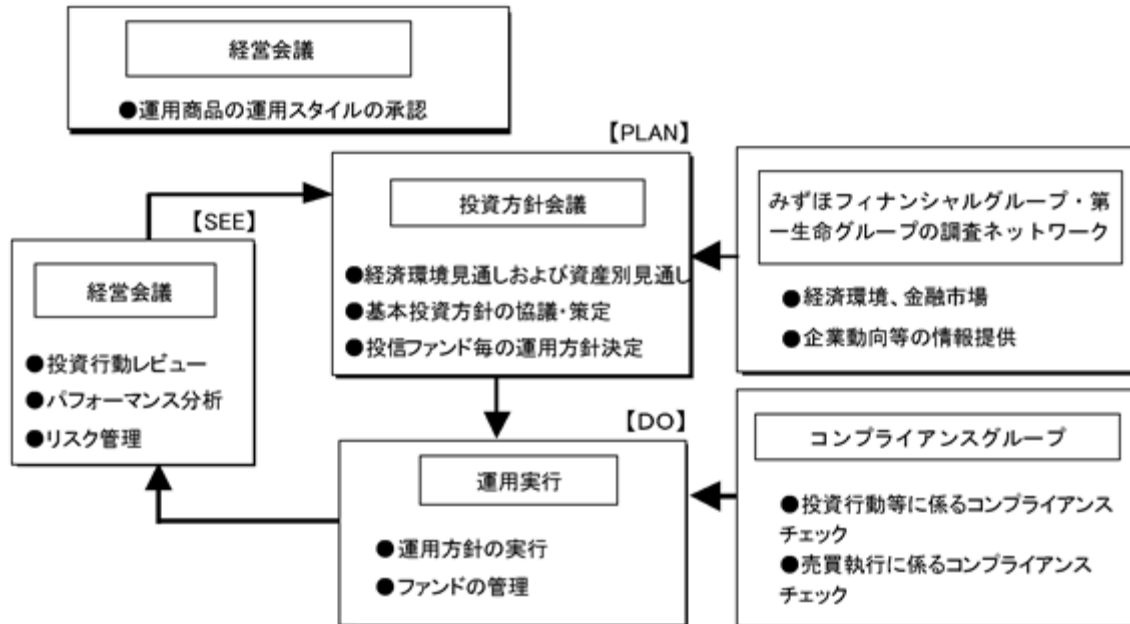 経営会議
●運用商品の運用スタイルの承認
【PLAN】
投資方針会議
●経済環境見通しおよび資産別見通し
●基本投資方針の協議・策定
●投信ファンド毎の運用方針決定
みずほフィナンシャルグループ・第
一生命グループの調査ネットワーク
●経済環境、金融市場
●企業動向等の情報提供
【SEE】
経営会議
●投資行動レビュー
●パフォーマンス分析
●リスク管理
【DO】
運用実行
●運用方針の実行
●ファンドの管理
コンプライアンスグループ
●投資行動等に係るコンプライアンス
チェック
●売買執行に係るコンプライアンス
チェック